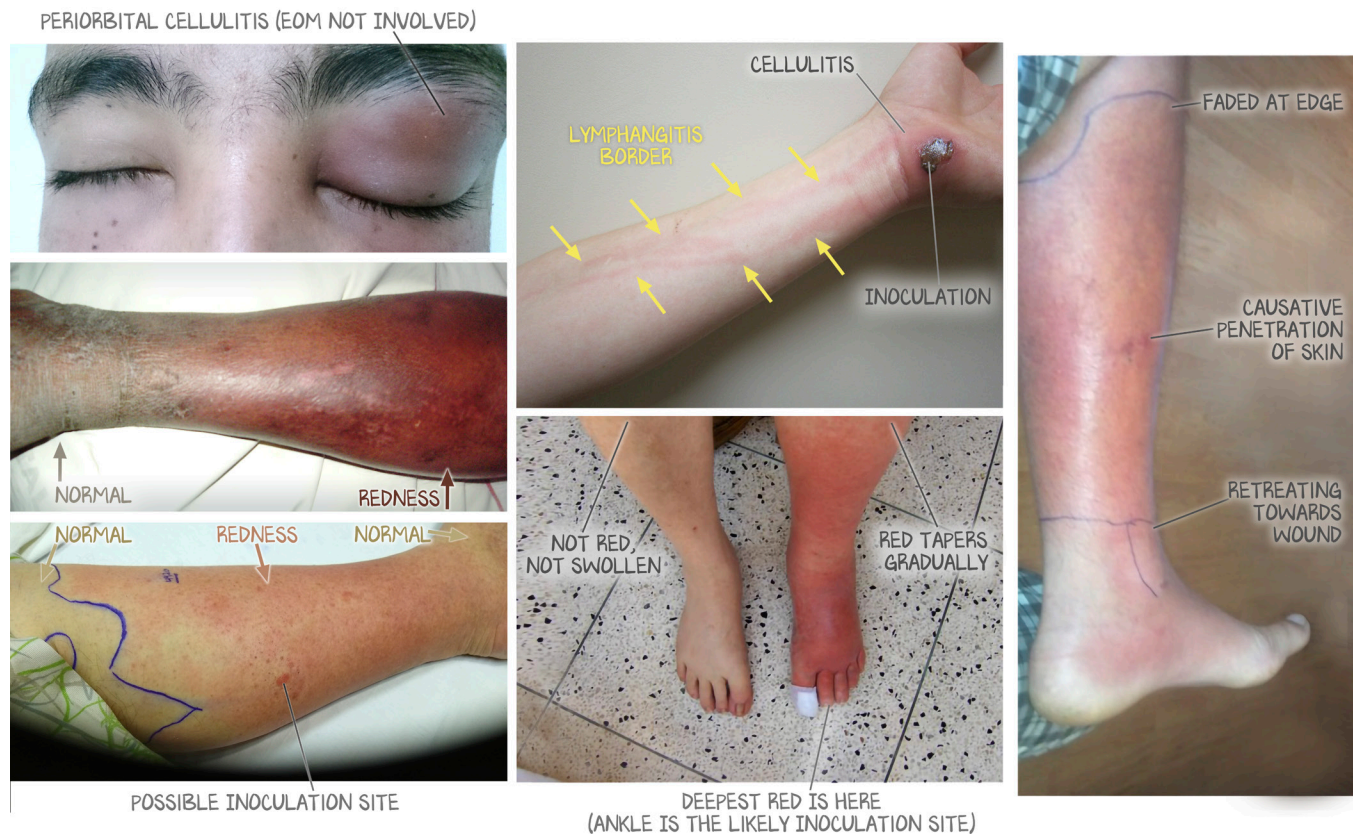 PERIORBITAL CELLULITIS (EOM NOT INVOLVED)
NORMAL
REDNESS
NORMAL
REDNESS
NORMAL
POSSIBLE INOCULATION SITE
CELLULITIS
LYMPHANGITIS
BORDER
INOCULATION
NOT RED,
NOT SWOLLEN
RED TAPERS
GRADUALLY
DEEPEST RED IS HERE
(ANKLE IS THE LIKELY INOCULATION SITE)
FADED AT EDGE
CAUSATIVE
PENETRATION
OF SKIN
RETREATING
TOWARDS
WOUND